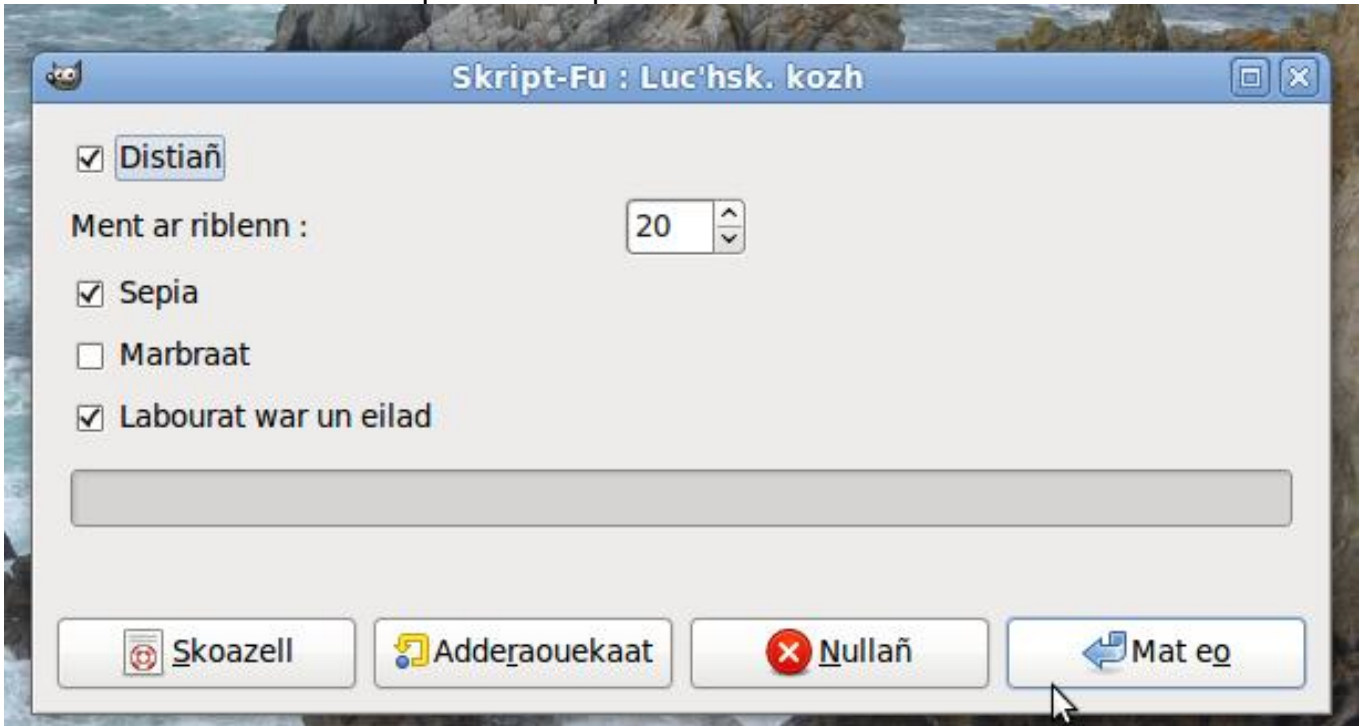 Skript-Fu : Luc'hsk. kozh
Distiañ
Ment ar riblenn :
20
Sepia
Marbraat
Labourat war un eilad
Skoazell
Adderaouekaat
Nullañ
Mat eo